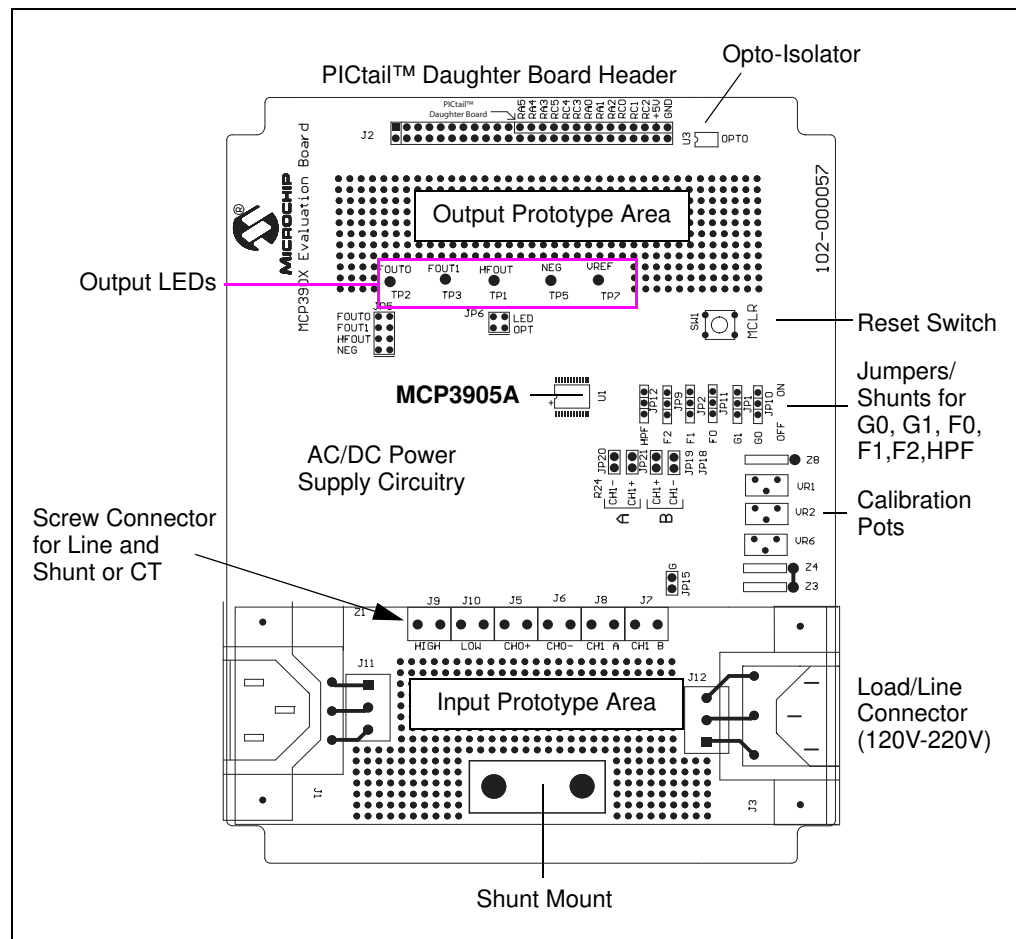 Opto-Isolator
PICtail™ Daughter Board Header
PICtail™
Daughter Board
J2
RA5
RA4
RA3
RC5
RC4
RC3
RA0
RA1
RA2
RC0
RC1
RC2
+5V
GND
U3
OPTO
®
MICROCHIP
MCP390X Evaluation Board
102-000057
Output Prototype Area
Output LEDs
FOUT0
FOUT1
HFOUT
NEG
VREF
TP2
TP3
TP1
TP5
TP7
JP5
FOUT0
FOUT1
HFOUT
NEG
JP6
LED
OPT
SW1
MCLR
Reset Switch
MCP3905A
+
U1
JP12
JP9
JP2
JP11
JP1
JP10
ON
HPF
F2
F1
F0
G1
G0
OFF
Jumpers/
Shunts for
G0, G1, F0,
F1,F2,HPF
AC/DC Power
Supply Circuitry
JP20
JP21
JP19
JP18
R24
CH1-
CH1+
CH1+
CH1-
A
B
Z8
VR1
VR2
VR6
Z4
Z3
Calibration
Pots
Screw Connector
for Line and
Shunt or CT
G
JP15
Z1
J9
J10
J5
J6
J8
J7
HIGH
LOW
CH0+
CH0-
CH1 A
CH1 B
J11
J12
Input Prototype Area
Load/Line
Connector
(120V-220V)
J1
J3
Shunt Mount